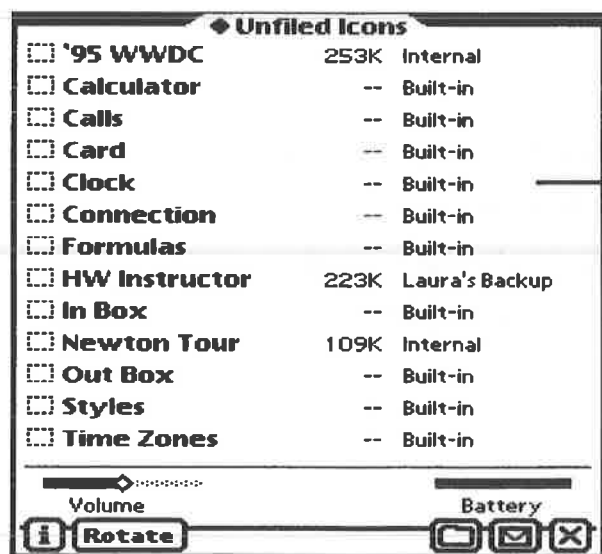 ◆ Unfiled Icons
'95 WWDC 253K Internal
Calculator -- Built-in
Calls -- Built-in
Card -- Built-in
Clock -- Built-in
Connection -- Built-in
Formulas -- Built-in
HW Instructor 223K Laura's Backup
In Box -- Built-in
Newton Tour 109K Internal
Out Box -- Built-in
Styles -- Built-in
Time Zones -- Built-in
Volume Battery
i Rotate X